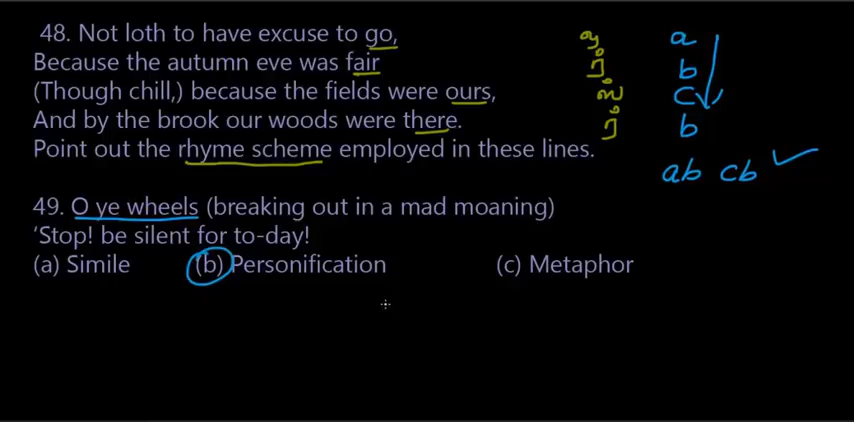 48. Not loth to have excuse to go,
Because the autumn eve was fair
(Though chill,) because the fields were ours,
And by the brook our woods were there.
Point out the rhyme scheme employed in these lines.
a
b
c
b
ab cb
49. O ye wheels (breaking out in a mad moaning)
‘Stop! be silent for to-day!
(a) Simile (b) Personification (c) Metaphor